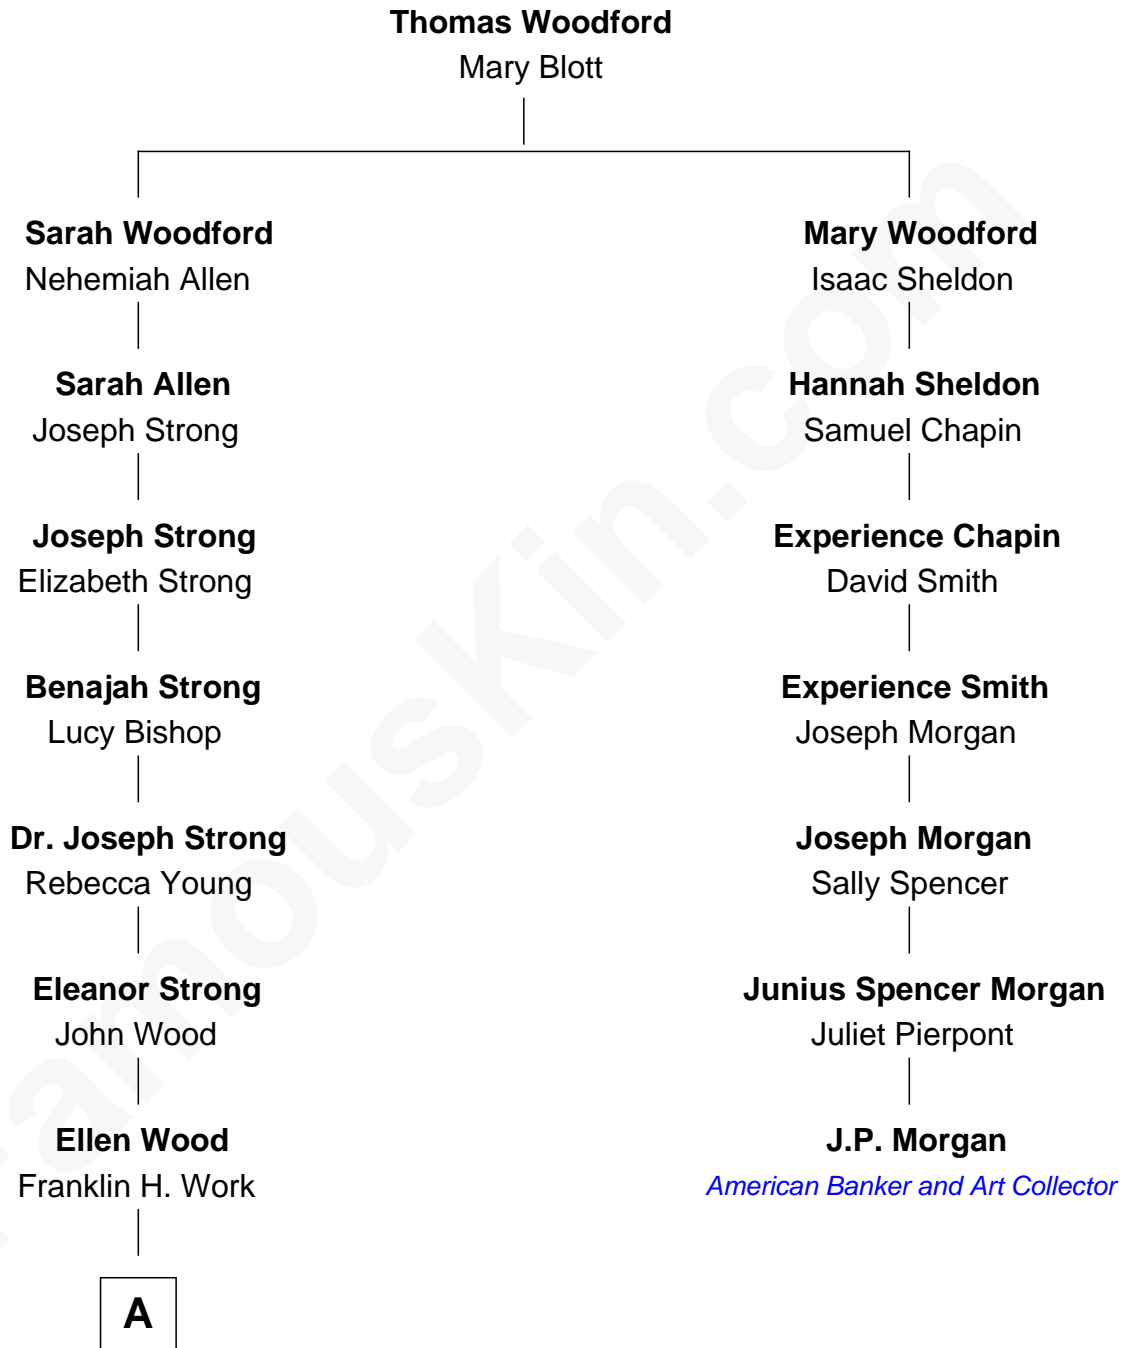 Thomas Woodford
Mary Blott
Sarah Woodford
Nehemiah Allen
Mary Woodford
Isaac Sheldon
Sarah Allen
Joseph Strong
Hannah Sheldon
Samuel Chapin
Joseph Strong
Elizabeth Strong
Experience Chapin
David Smith
Benajah Strong
Lucy Bishop
Experience Smith
Joseph Morgan
Dr. Joseph Strong
Rebecca Young
Joseph Morgan
Sally Spencer
Eleanor Strong
John Wood
Junius Spencer Morgan
Juliet Pierpont
Ellen Wood
Franklin H. Work
J.P. Morgan
American Banker and Art Collector
A
FamousKin.com